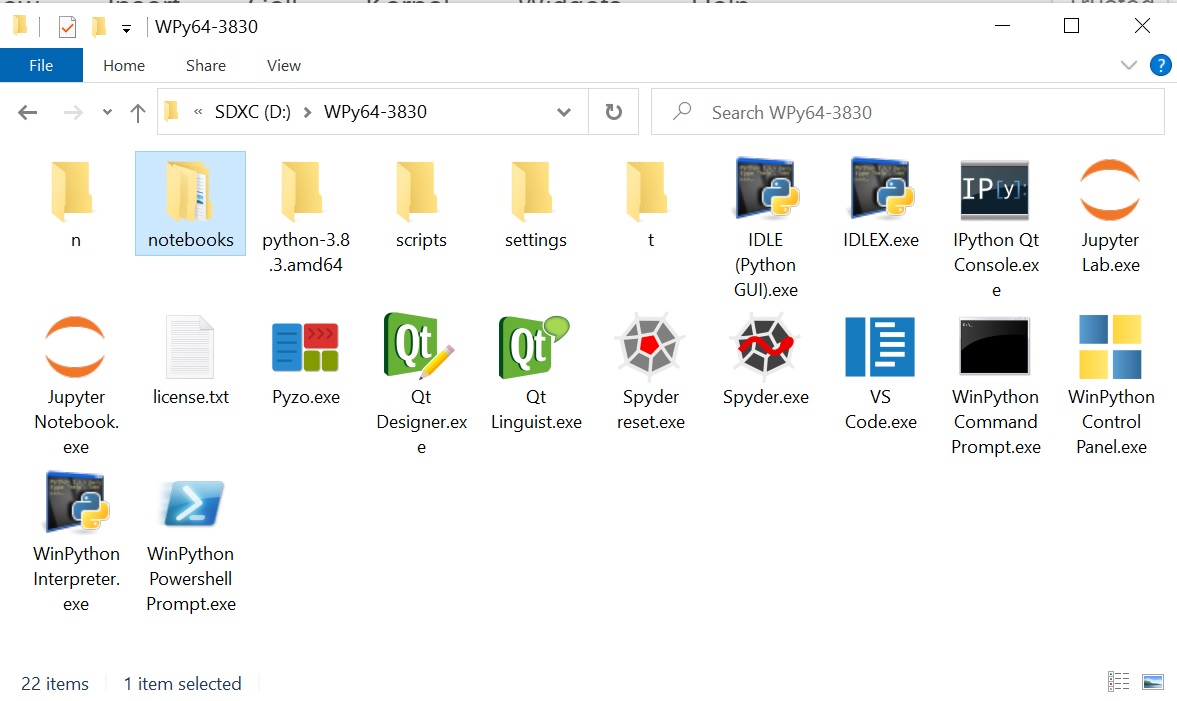 WPy64-3830
File Home Share View
« SDXC (D:) > WPy64-3830
Search WPy64-3830
n
notebooks
python-3.8
.3.amd64
scripts
settings
t
IDLE
(Python
GUI).exe
IDLEX.exe
IPython Qt
Console.ex
e
Jupyter
Lab.exe
Jupyter
Notebook.
exe
license.txt
Pyzo.exe
Qt
Designer.ex
e
Qt
Linguist.exe
Spyder
reset.exe
Spyder.exe
VS
Code.exe
WinPython
Command
Prompt.exe
WinPython
Control
Panel.exe
WinPython
Interpreter.
exe
WinPython
Powershell
Prompt.exe
22 items 1 item selected